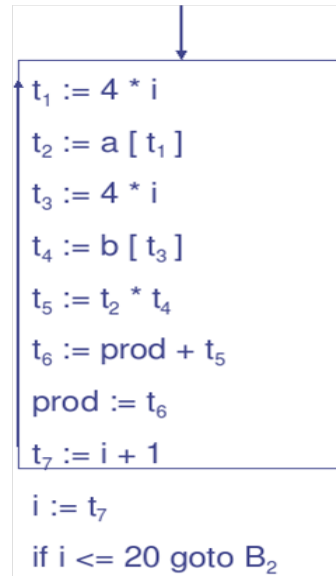 t₁ := 4 * i
t₂ := a [ t₁ ]
t₃ := 4 * i
t₄ := b [ t₃ ]
t₅ := t₂ * t₄
t₆ := prod + t₅
prod := t₆
t₇ := i + 1
i := t₇
if i <= 20 goto B₂